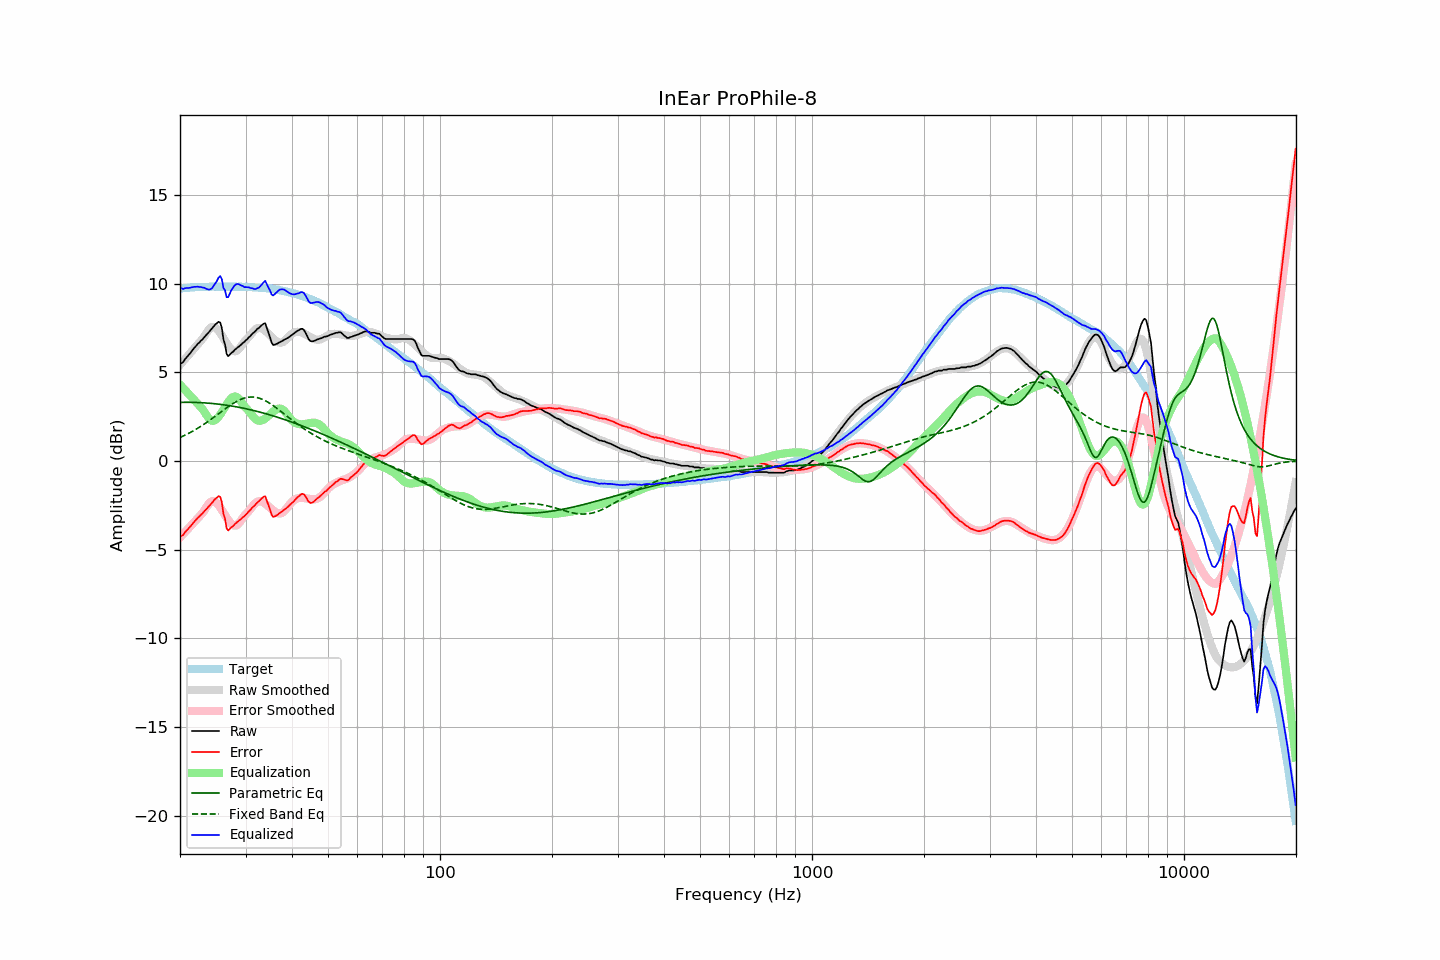 InEar ProPhile-8
Amplitude (dBr)
15
10
5
0
−5
−10
−15
−20
Target
Raw Smoothed
Error Smoothed
Raw
Error
Equalization
Parametric Eq
Fixed Band Eq
Equalized
100
1000
10000
Frequency (Hz)